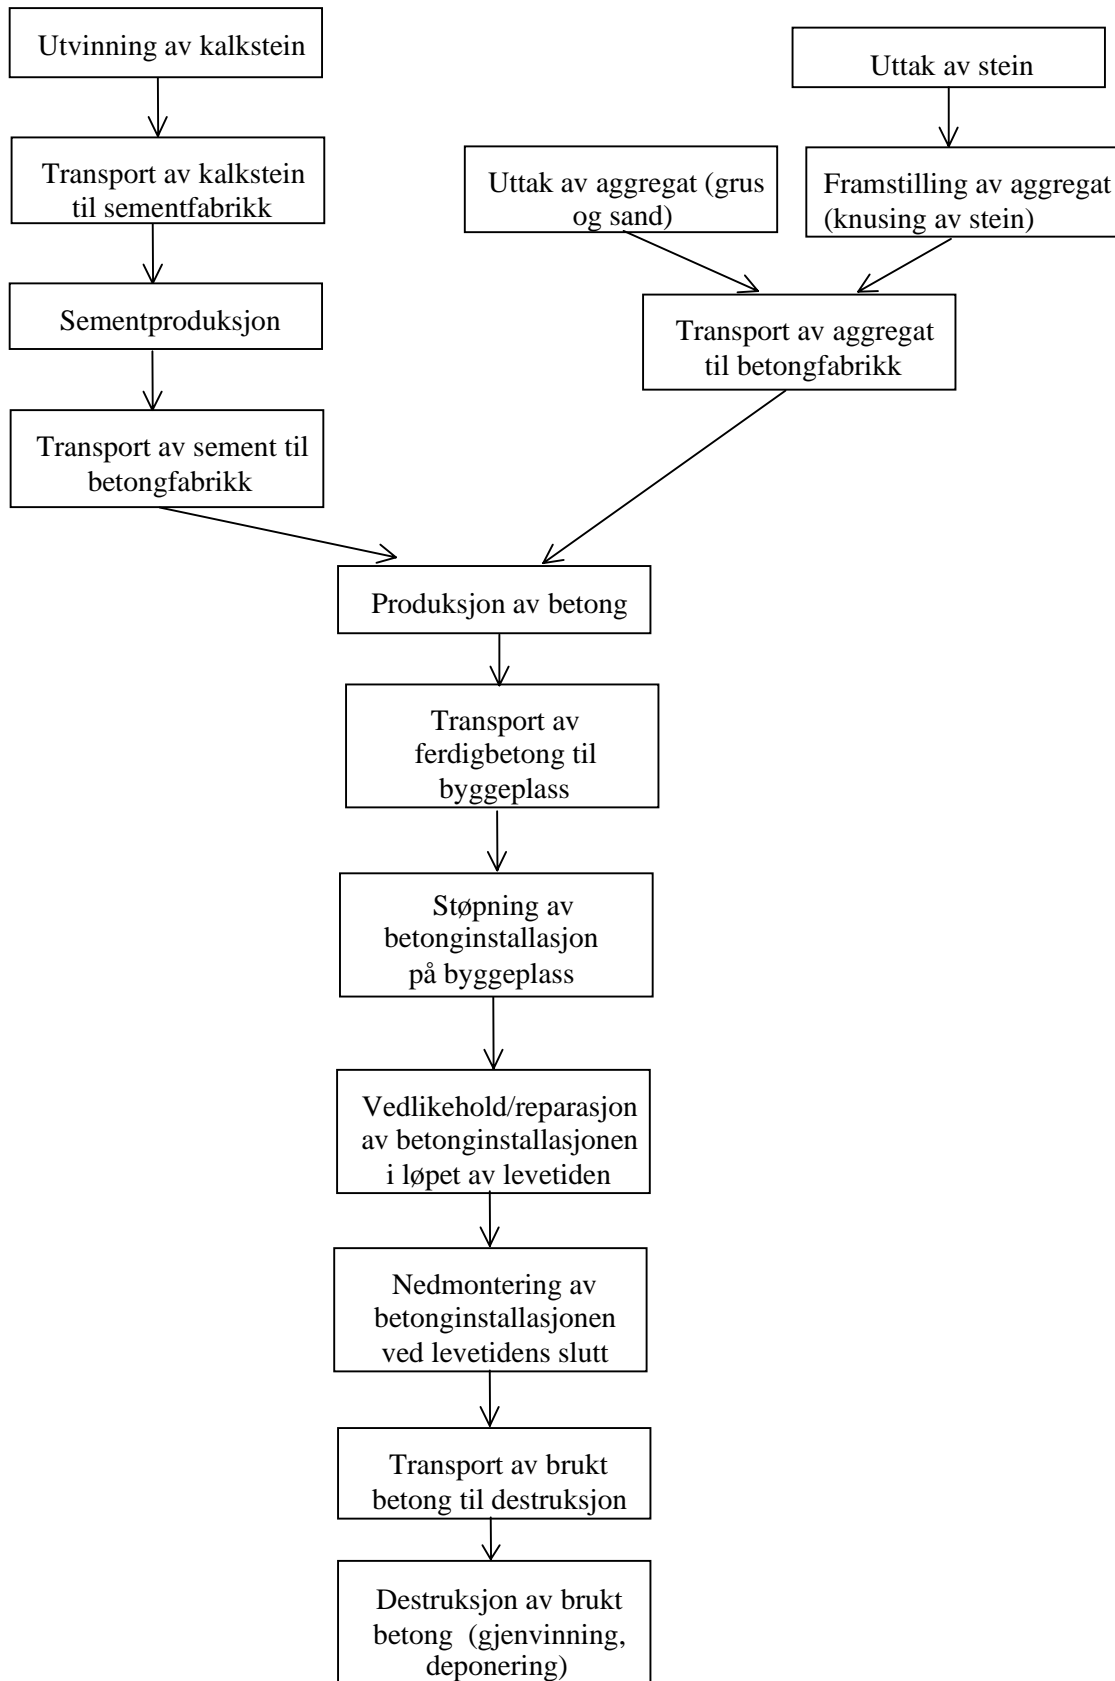 Utvinning av kalkstein
Uttak av stein
Transport av kalkstein
til sementfabrikk
Uttak av aggregat (grus
og sand)
Framstilling av aggregat
(knusing av stein)
Sementproduksjon
Transport av aggregat
til betongfabrikk
Transport av sement til
betongfabrikk
Produksjon av betong
Transport av
ferdigbetong til
byggeplass
Støpning av
betonginstallasjon
på byggeplass
Vedlikehold/reparasjon
av betonginstallasjonen
i løpet av levetiden
Nedmontering av
betonginstallasjonen
ved levetidens slutt
Transport av brukt
betong til destruksjon
Destruksjon av brukt
betong (gjenvinning,
deponering)